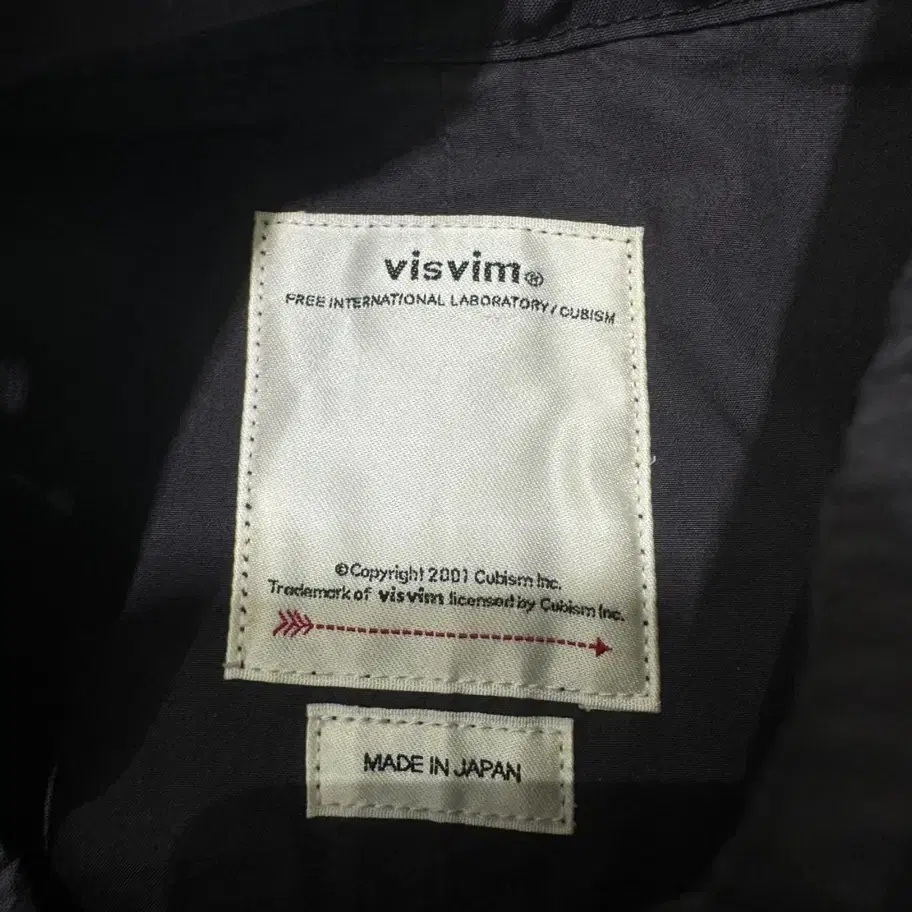 visvim®
FREE INTERNATIONAL LABORATORY / CUBISM
©Copyright 2001 Cubism Inc.
Trademark of visvim licensed by Cubism Inc.
MADE IN JAPAN